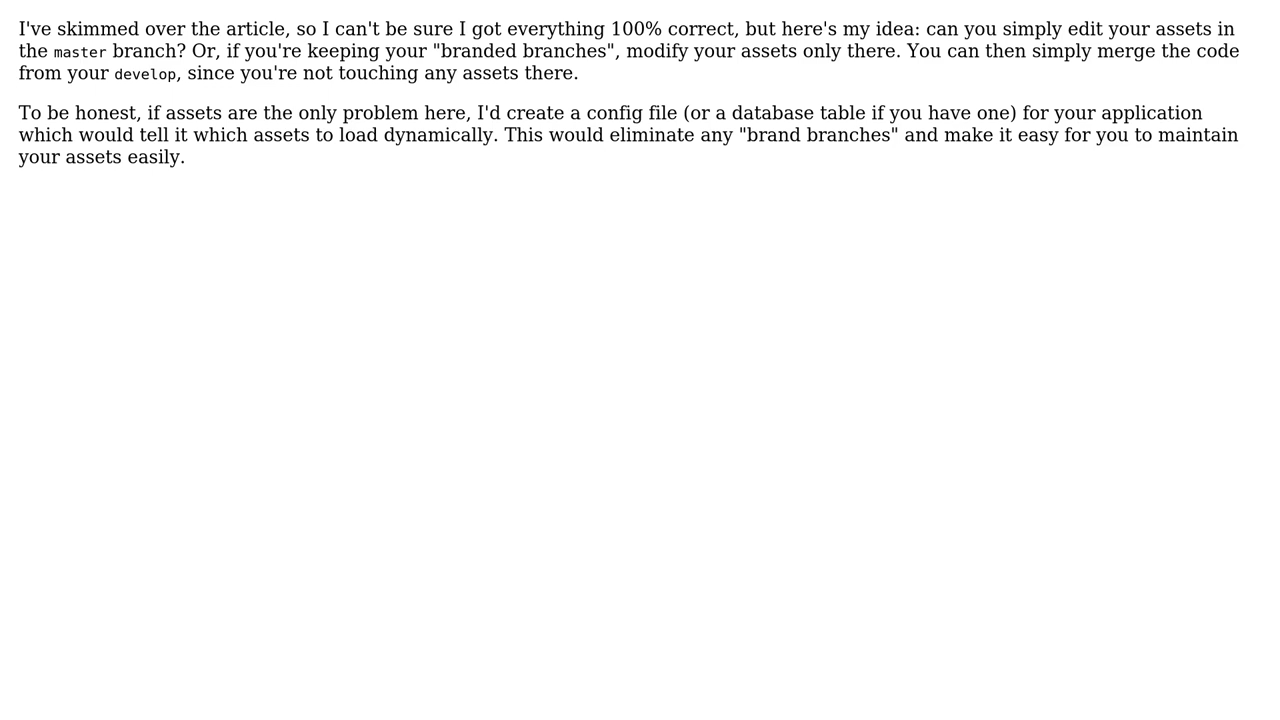 I've skimmed over the article, so I can't be sure I got everything 100% correct, but here's my idea: can you simply edit your assets in
the master branch? Or, if you're keeping your "branded branches", modify your assets only there. You can then simply merge the code
from your develop, since you're not touching any assets there.
To be honest, if assets are the only problem here, I'd create a config file (or a database table if you have one) for your application
which would tell it which assets to load dynamically. This would eliminate any "brand branches" and make it easy for you to maintain
your assets easily.